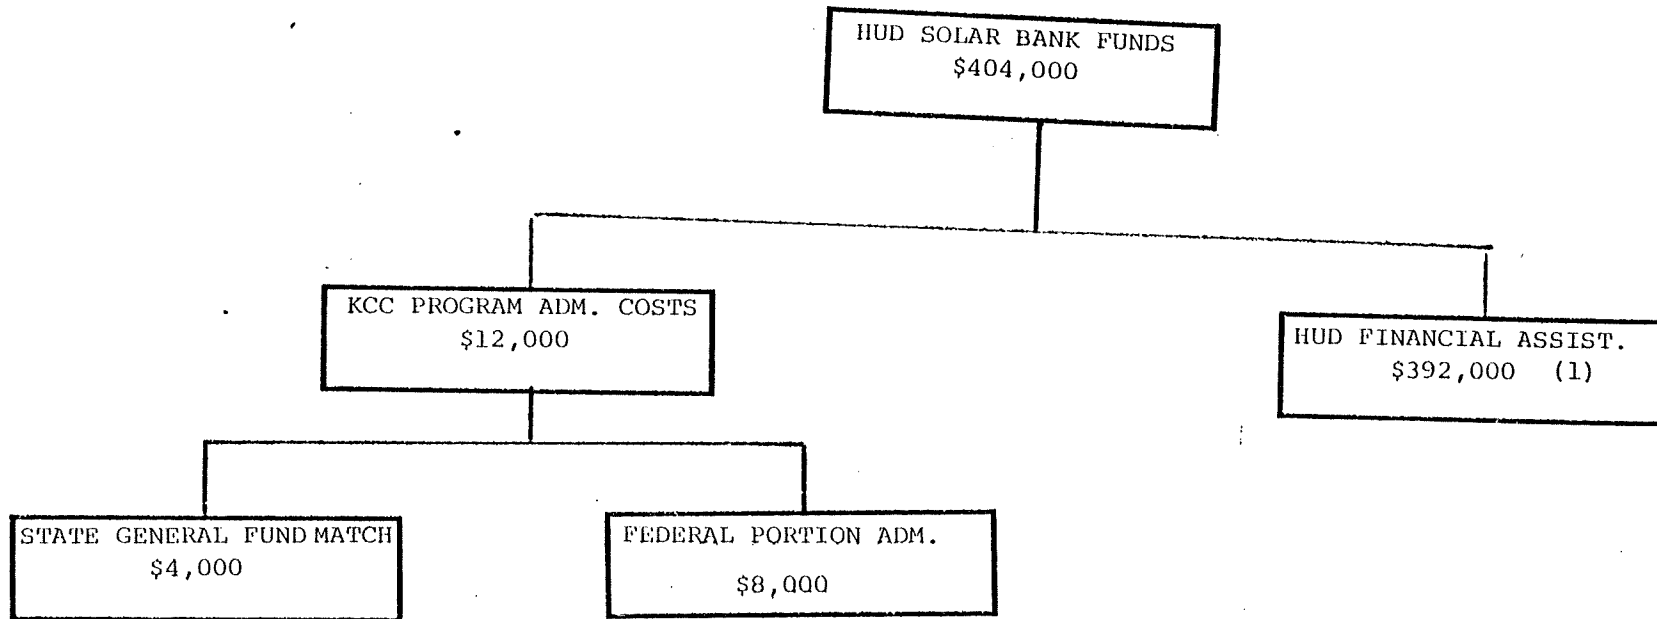 HUD SOLAR BANK FUNDS
$404,000
KCC PROGRAM ADM. COSTS
$12,000
HUD FINANCIAL ASSIST.
$392,000 (1)
STATE GENERAL FUND MATCH
$4,000
FEDERAL PORTION ADM.
$8,000